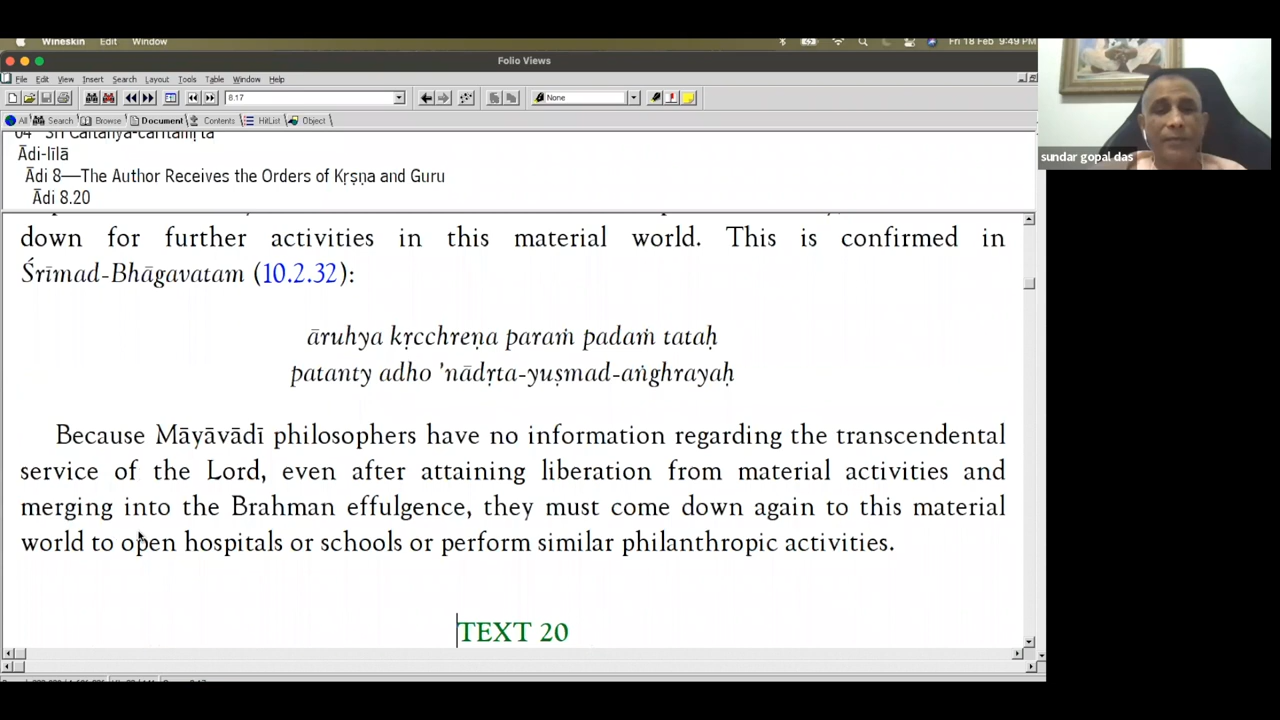 Wineskin Edit Window Fri 18 Feb 9:49 PM
Folio Views
File Edit View Insert Search Layout Tools Table Window Help
8.17 None
All Search Browse Document Contents HitList Object
04 Śrī Caitanya-caritāmṛta
Ādi-līlā
Ādi 8—The Author Receives the Orders of Kṛṣṇa and Guru
Ādi 8.20
down for further activities in this material world. This is confirmed in
Śrīmad-Bhāgavatam (10.2.32):
āruhya kṛcchreṇa paraṁ padaṁ tataḥ
patanty adho 'nādṛta-yuṣmad-aṅghrayaḥ
Because Māyāvādī philosophers have no information regarding the transcendental
service of the Lord, even after attaining liberation from material activities and
merging into the Brahman effulgence, they must come down again to this material
world to open hospitals or schools or perform similar philanthropic activities.
TEXT 20
sundar gopal das